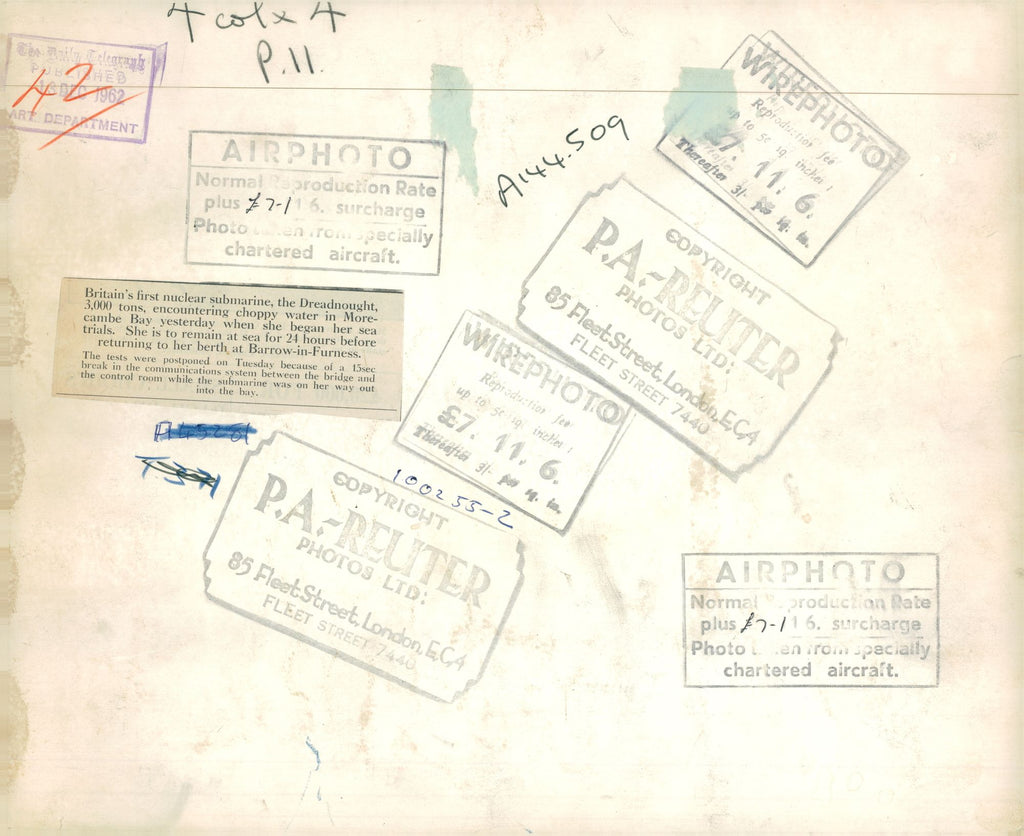 4 col x 4
P.11.
The Daily Telegraph
PUBLISHED
13 DEC 1962
ART DEPARTMENT
42
AIRPHOTO
Normal Reproduction Rate
plus £7-11 6. surcharge
Photo taken from specially
chartered aircraft.
A144.509
WIREPHOTO
Reproduction fee
up to 50 sq. inches:
£7. 11. 6.
Thereafter 3/- per sq. in.
COPYRIGHT
P.A.-REUTER
PHOTOS LTD:
85 Fleet Street, London, E.C.4
FLEET STREET 7440
Britain's first nuclear submarine, the Dreadnought,
3,000 tons, encountering choppy water in More-
cambe Bay yesterday when she began her sea
trials. She is to remain at sea for 24 hours before
returning to her berth at Barrow-in-Furness.
The tests were postponed on Tuesday because of a 15sec
break in the communications system between the bridge and
the control room while the submarine was on her way out
into the bay.
WIREPHOTO
Reproduction fee
up to 50 sq. inches:
£7. 11. 6.
Thereafter 3/- per sq. in.
100255-2
COPYRIGHT
P.A.-REUTER
PHOTOS LTD:
85 Fleet Street, London, E.C.4
FLEET STREET 7440
AIRPHOTO
Normal Reproduction Rate
plus £7-11 6. surcharge
Photo taken from specially
chartered aircraft.